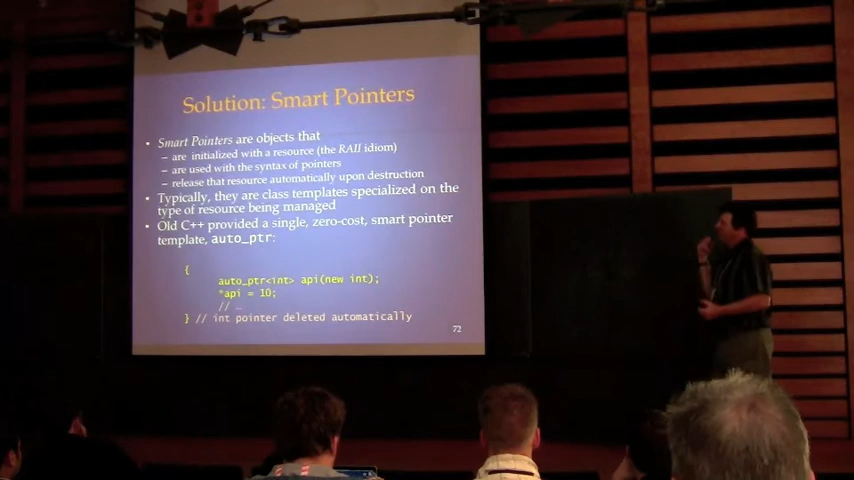 Solution: Smart Pointers
• Smart Pointers are objects that
– are initialized with a resource (the RAII idiom)
– are used with the syntax of pointers
– release that resource automatically upon destruction
• Typically, they are class templates specialized on the
type of resource being managed
• Old C++ provided a single, zero-cost, smart pointer
template, auto_ptr:
{
auto_ptr<int> api(new int);
*api = 10;
// …
} // int pointer deleted automatically
72